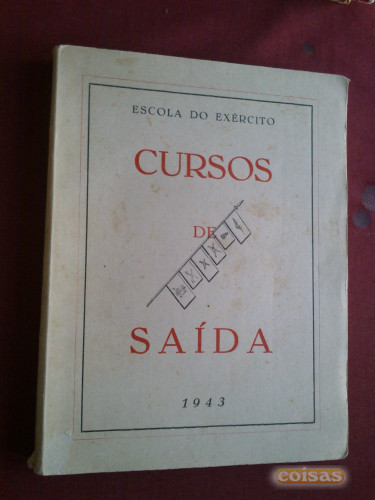 ESCOLA DO EXÉRCITO
CURSOS
DE
SAÍDA
1943
coisas